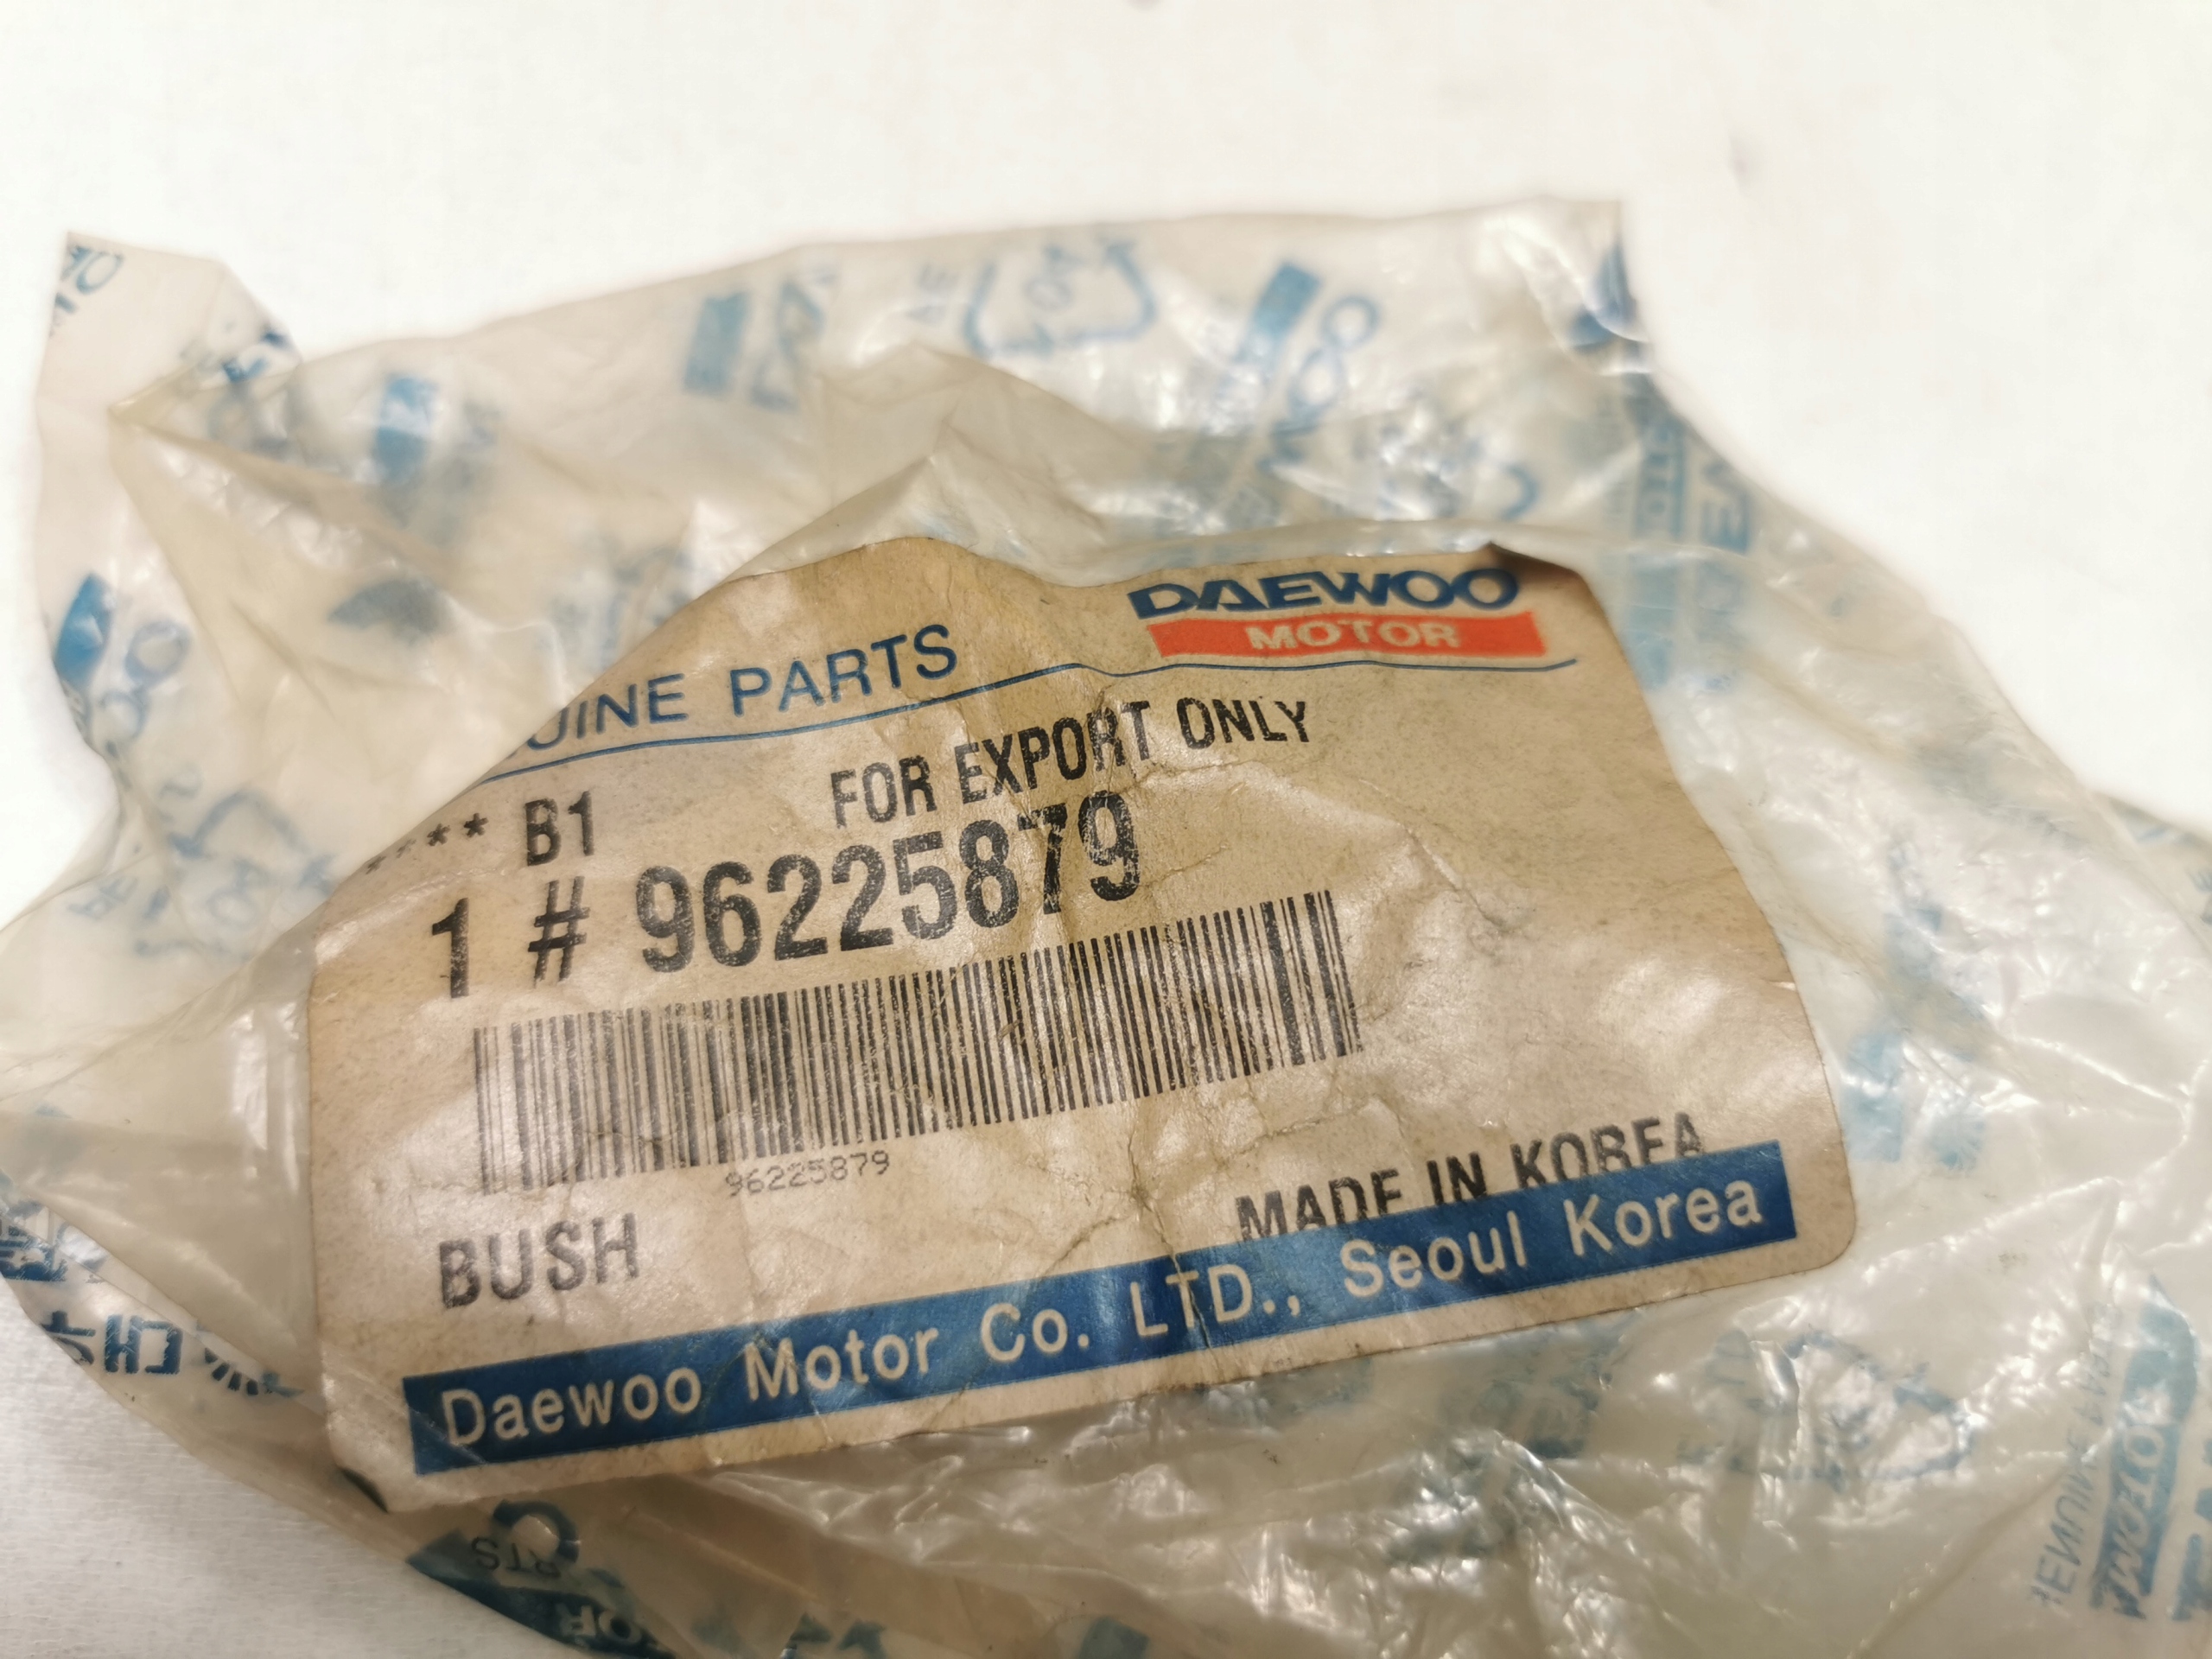 DAEWOO
MOTOR
UINE PARTS
FOR EXPORT ONLY
*** B1
1 # 96225879
96225879
BUSH
MADE IN KOREA
Daewoo Motor Co. LTD., Seoul Korea